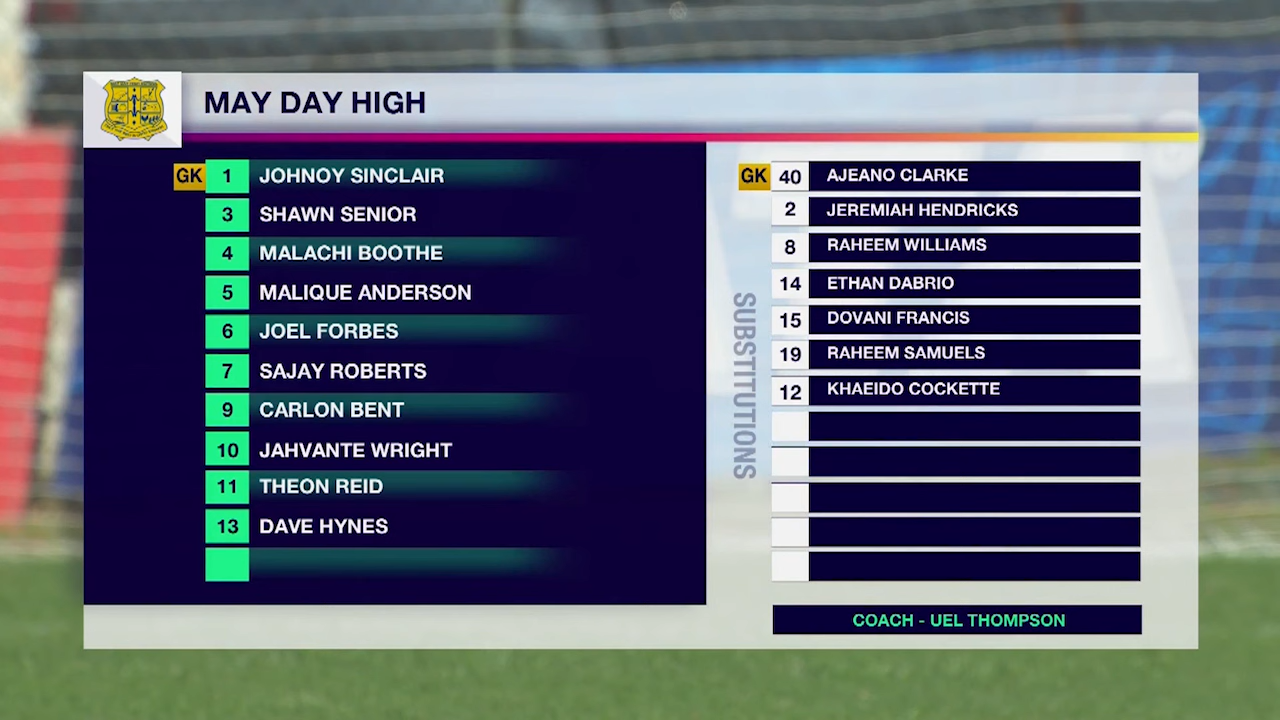 MAY DAY HIGH
GK 1 JOHNOY SINCLAIR
3 SHAWN SENIOR
4 MALACHI BOOTHE
5 MALIQUE ANDERSON
6 JOEL FORBES
7 SAJAY ROBERTS
9 CARLON BENT
10 JAHVANTE WRIGHT
11 THEON REID
13 DAVE HYNES
SUBSTITUTIONS
GK 40 AJEANO CLARKE
2 JEREMIAH HENDRICKS
8 RAHEEM WILLIAMS
14 ETHAN DABRIO
15 DOVANI FRANCIS
19 RAHEEM SAMUELS
12 KHAEIDO COCKETTE
COACH - UEL THOMPSON